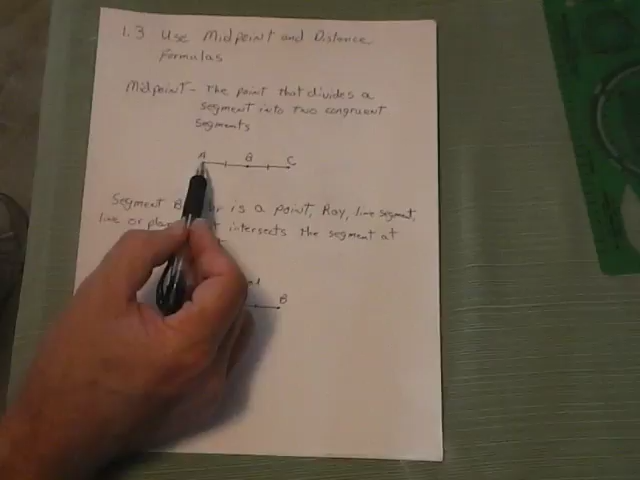 1.3 Use Midpoint and Distance
Formulas
Midpoint - The point that divides a
segment into two congruent
segments
A B C
Segment is a point, Ray, line segment,
line or intersects the segment at
B